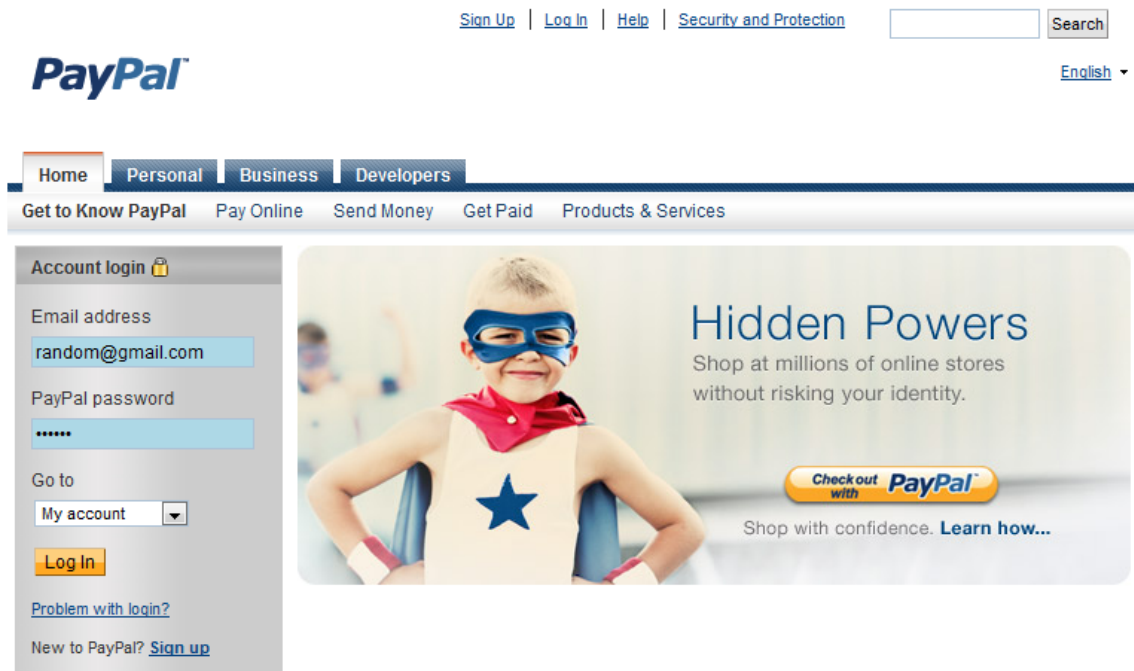 Sign Up | Log In | Help | Security and Protection
Search
PayPal™
English
Home Personal Business Developers
Get to Know PayPal Pay Online Send Money Get Paid Products & Services
Account login
Email address
random@gmail.com
PayPal password
••••••
Go to
My account
Log In
Problem with login?
New to PayPal? Sign up
Hidden Powers
Shop at millions of online stores
without risking your identity.
Check out
with PayPal™
Shop with confidence. Learn how...